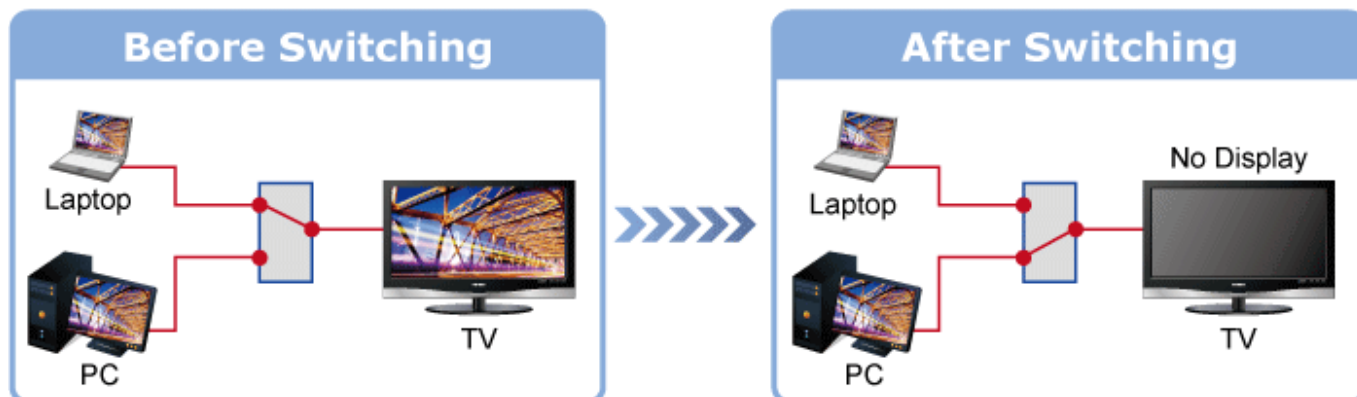 Before Switching
Laptop
PC
TV
After Switching
No Display
Laptop
PC
TV